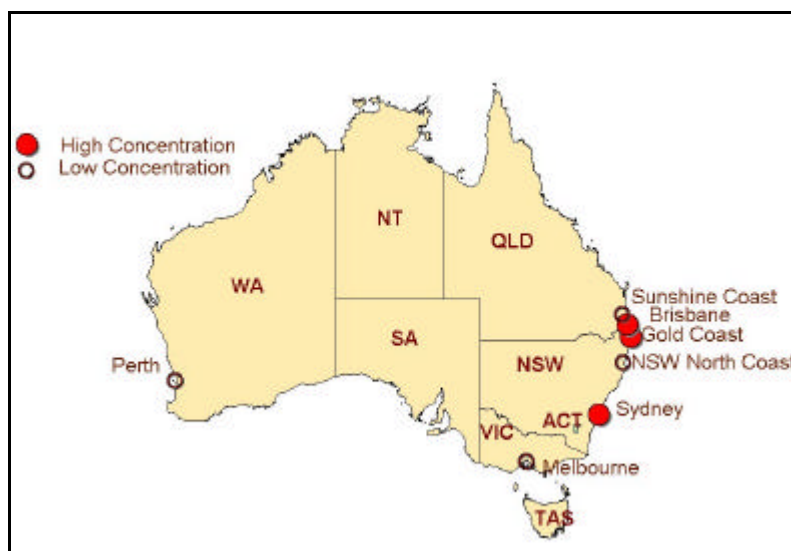 High Concentration
Low Concentration
NT
QLD
WA
Sunshine Coast
Brisbane
Gold Coast
SA
NSW
NSW North Coast
Perth
Sydney
ACT
VIC
Melbourne
TAS